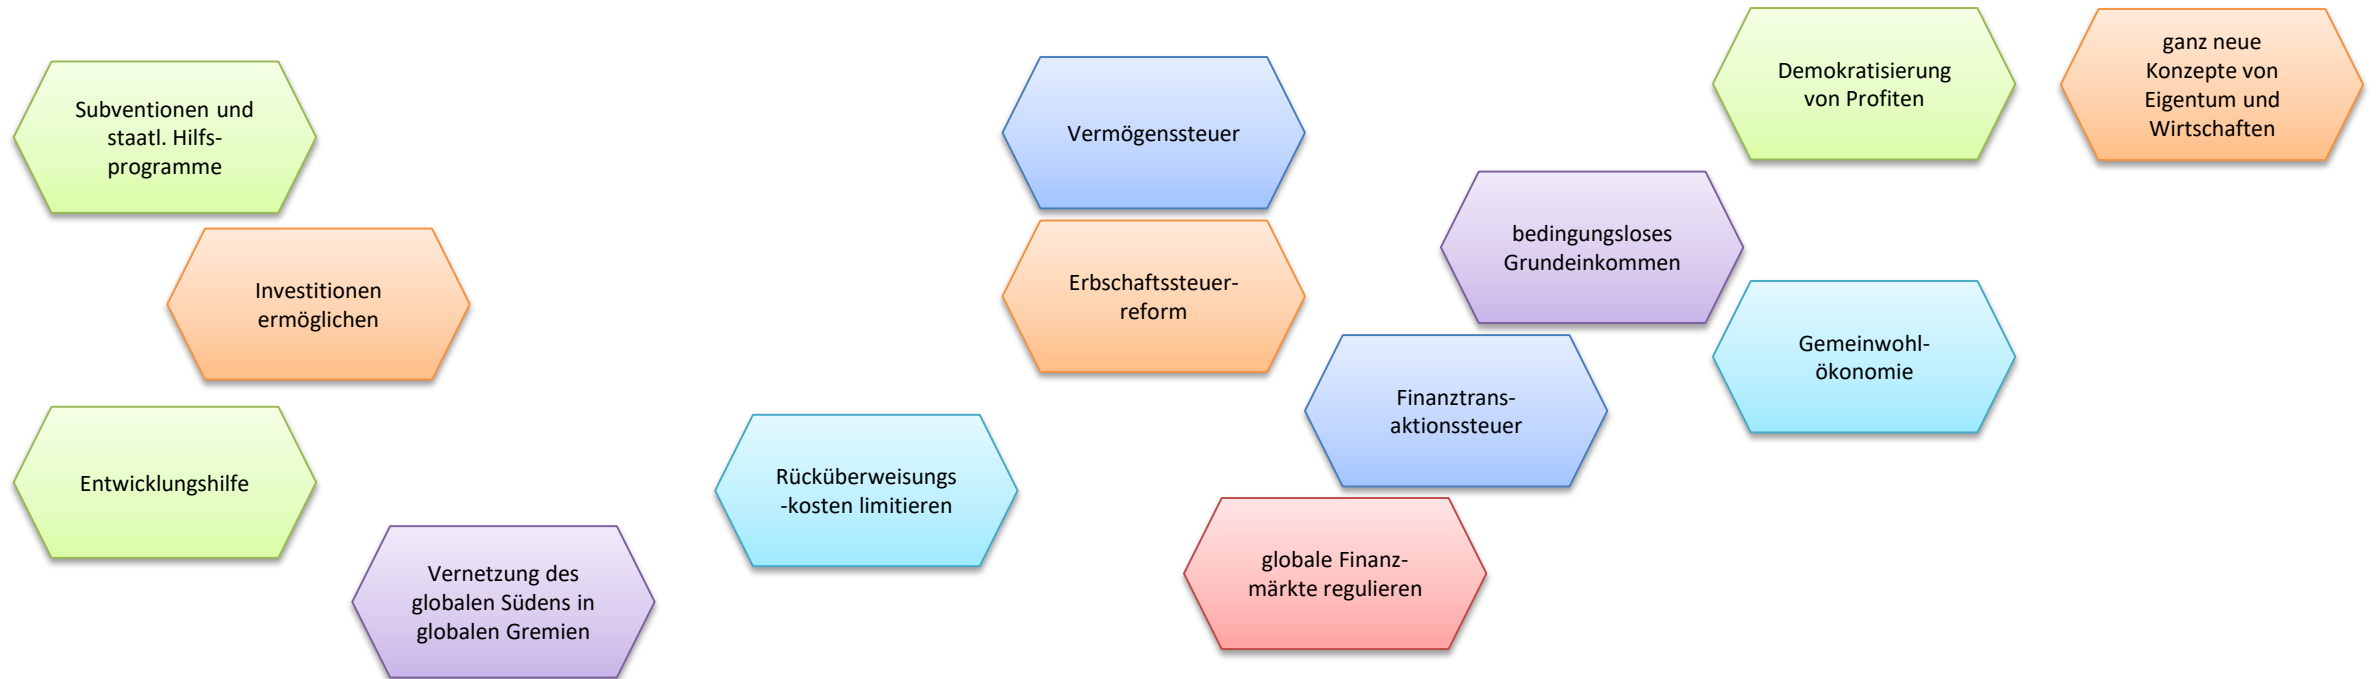 Subventionen und
staatl. Hilfs-
programme
Investitionen
ermöglichen
Entwicklungshilfe
Vernetzung des
globalen Südens in
globalen Gremien
Rücküberweisungs
-kosten limitieren
Vermögenssteuer
Erbschaftssteuer-
reform
Finanztrans-
aktionssteuer
globale Finanz-
märkte regulieren
bedingungsloses
Grundeinkommen
Demokratisierung
von Profiten
Gemeinwohl-
ökonomie
ganz neue
Konzepte von
Eigentum und
Wirtschaften